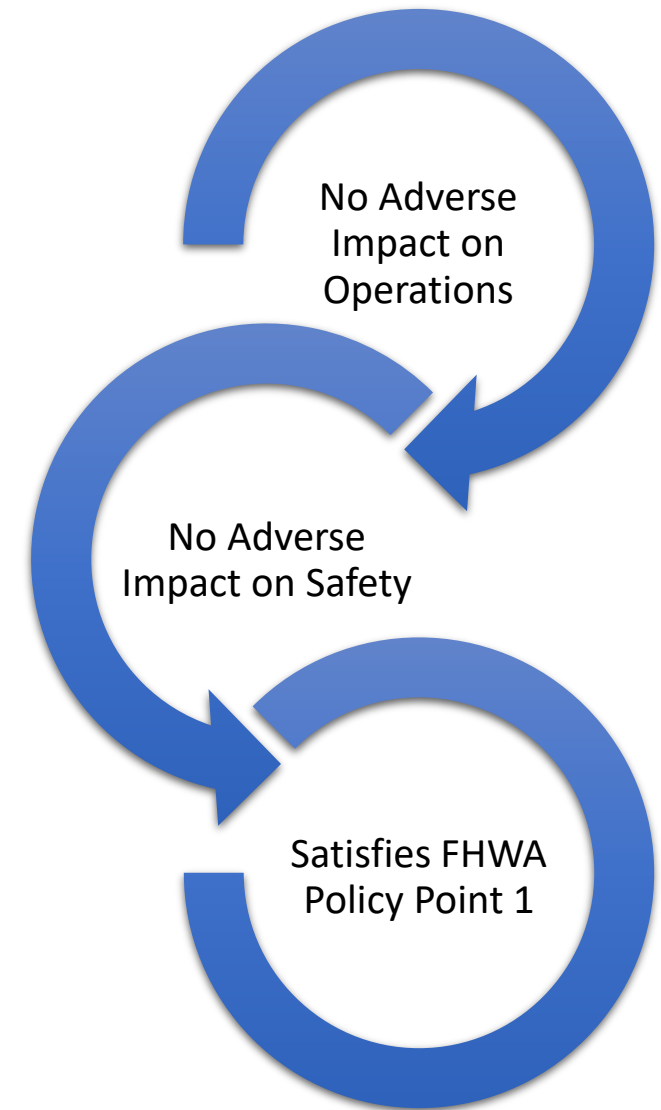 No Adverse
Impact on
Operations
No Adverse
Impact on Safety
Satisfies FHWA
Policy Point 1